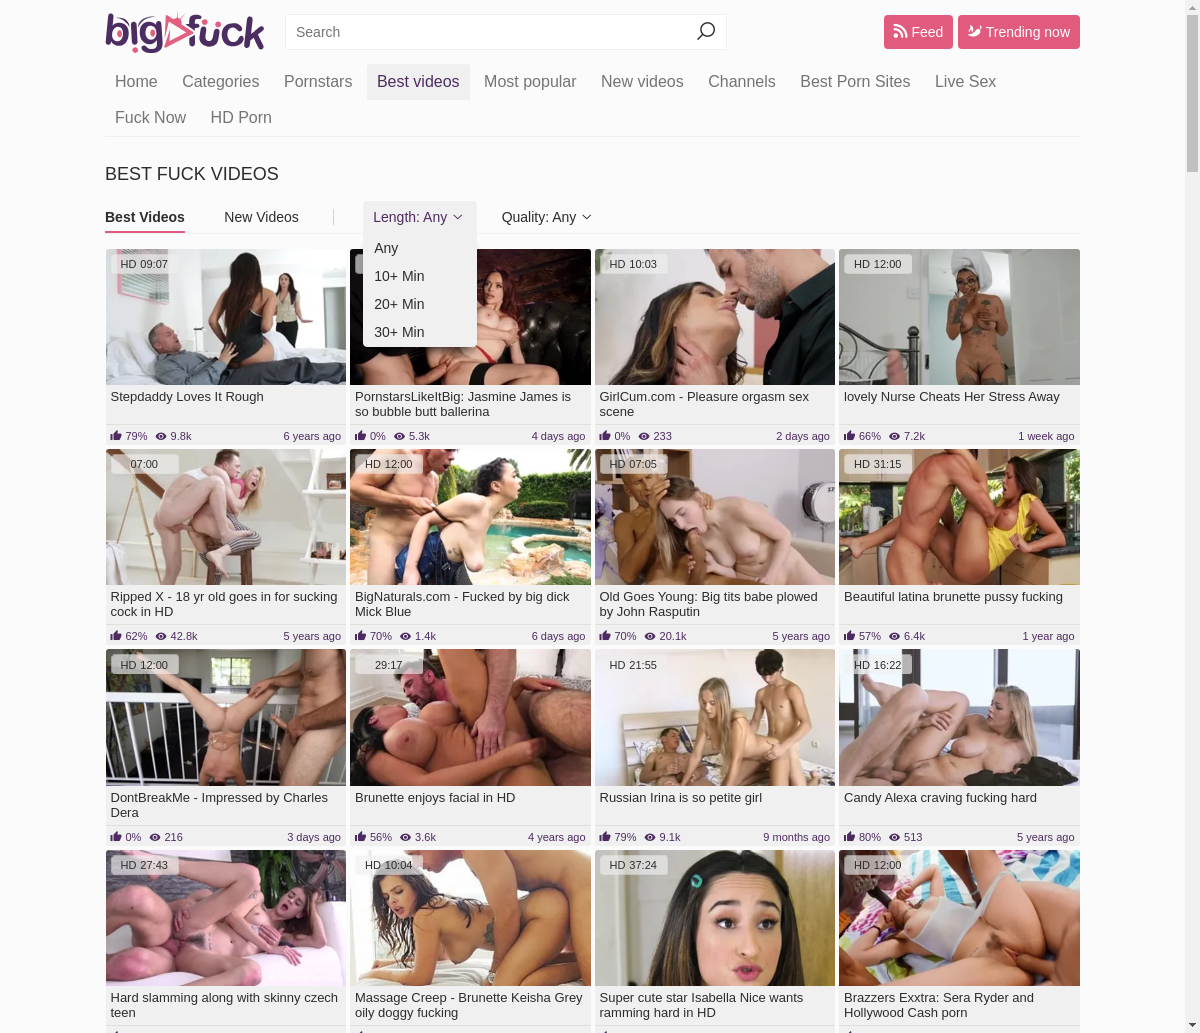 bigfuck
Search
Feed
Trending now
Home Categories Pornstars Best videos Most popular New videos Channels Best Porn Sites Live Sex
Fuck Now HD Porn
BEST FUCK VIDEOS
Best Videos New Videos Length: Any Quality: Any
Any
10+ Min
20+ Min
30+ Min
HD 09:07
HD 10:03
HD 12:00
Stepdaddy Loves It Rough
79% 9.8k 6 years ago
PornstarsLikeItBig: Jasmine James is
so bubble butt ballerina
0% 5.3k 4 days ago
GirlCum.com - Pleasure orgasm sex
scene
0% 233 2 days ago
lovely Nurse Cheats Her Stress Away
66% 7.2k 1 week ago
07:00
HD 12:00
HD 07:05
HD 31:15
Ripped X - 18 yr old goes in for sucking
cock in HD
62% 42.8k 5 years ago
BigNaturals.com - Fucked by big dick
Mick Blue
70% 1.4k 6 days ago
Old Goes Young: Big tits babe plowed
by John Rasputin
70% 20.1k 5 years ago
Beautiful latina brunette pussy fucking
57% 6.4k 1 year ago
HD 12:00
29:17
HD 21:55
HD 16:22
DontBreakMe - Impressed by Charles
Dera
0% 216 3 days ago
Brunette enjoys facial in HD
56% 3.6k 4 years ago
Russian Irina is so petite girl
79% 9.1k 9 months ago
Candy Alexa craving fucking hard
80% 513 5 years ago
HD 27:43
HD 10:04
HD 37:24
HD 12:00
Hard slamming along with skinny czech
teen
Massage Creep - Brunette Keisha Grey
oily doggy fucking
Super cute star Isabella Nice wants
ramming hard in HD
Brazzers Exxtra: Sera Ryder and
Hollywood Cash porn